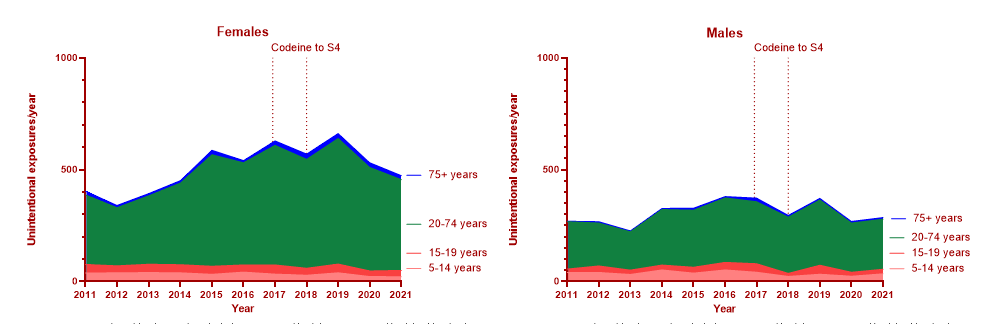 Females
Codeine to S4
Unintentional exposures/year
1000
500
0
75+ years
20-74 years
15-19 years
5-14 years
2011 2012 2013 2014 2015 2016 2017 2018 2019 2020 2021
Year
Males
Codeine to S4
Unintentional exposures/year
1000
500
0
75+ years
20-74 years
15-19 years
5-14 years
2011 2012 2013 2014 2015 2016 2017 2018 2019 2020 2021
Year